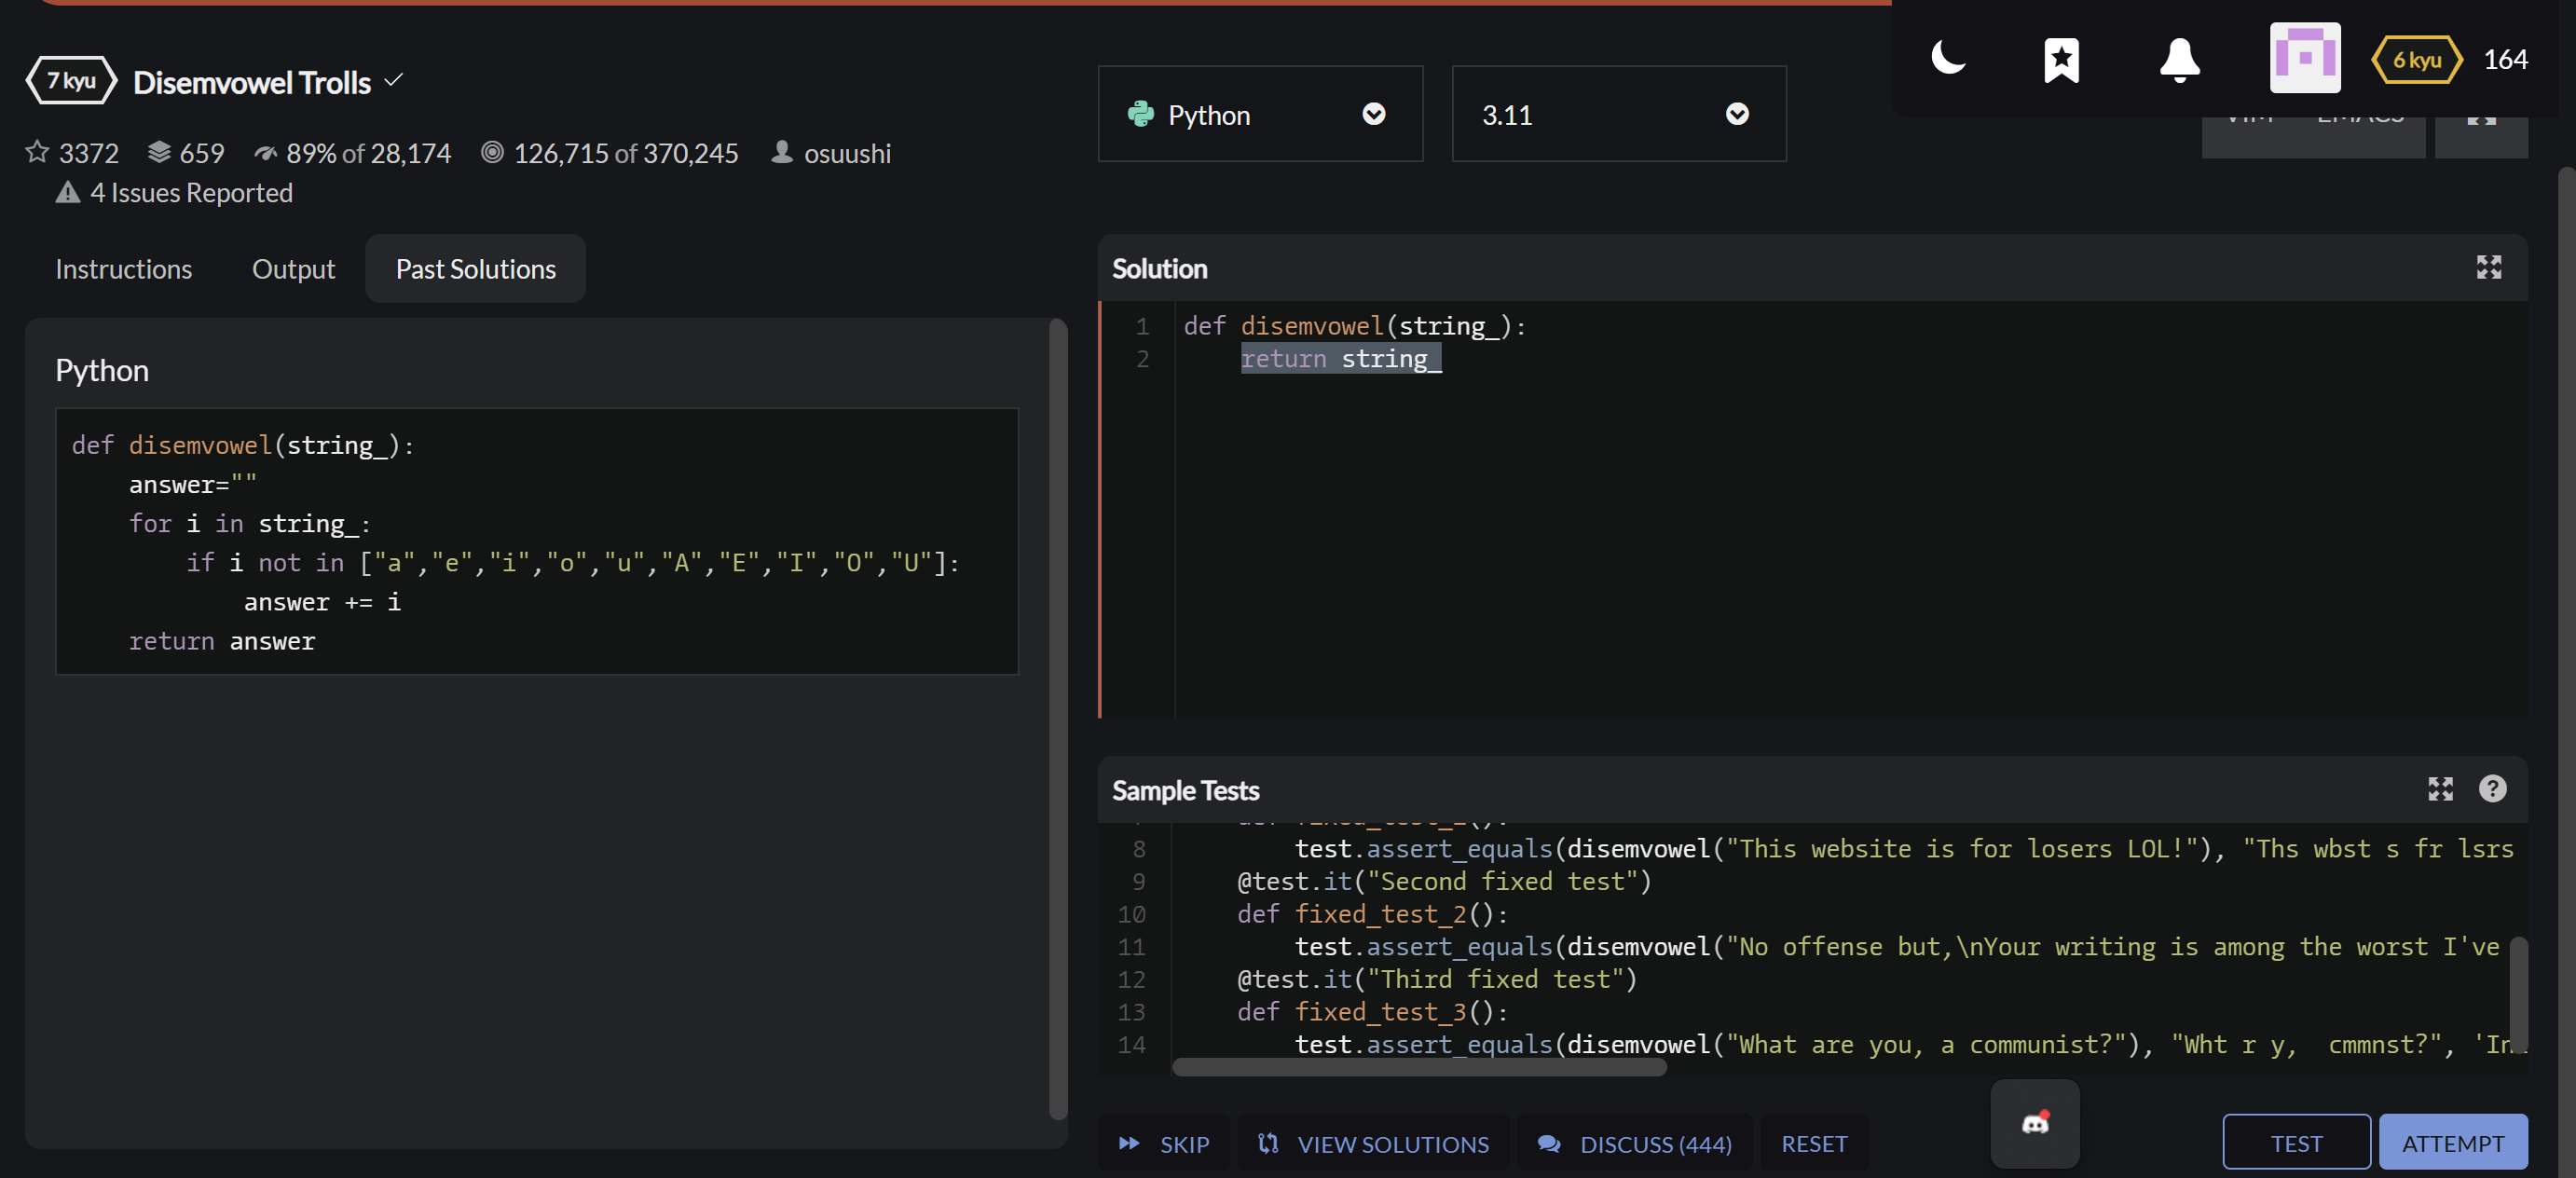 7 kyu Disemvowel Trolls
3372 659 89% of 28,174 126,715 of 370,245 osuushi
4 Issues Reported
Python 3.11
6 kyu 164
VIM EMACS
Instructions Output Past Solutions
Python
def disemvowel(string_):
    answer=""
    for i in string_:
        if i not in ["a","e","i","o","u","A","E","I","O","U"]:
            answer += i
    return answer
Solution
1 def disemvowel(string_):
2     return string_
Sample Tests
8 test.assert_equals(disemvowel("This website is for losers LOL!"), "Ths wbst s fr lsrs
9 @test.it("Second fixed test")
10 def fixed_test_2():
11 test.assert_equals(disemvowel("No offense but,\nYour writing is among the worst I've
12 @test.it("Third fixed test")
13 def fixed_test_3():
14 test.assert_equals(disemvowel("What are you, a communist?"), "Wht r y,  cmmnst?", 'In
SKIP VIEW SOLUTIONS DISCUSS (444) RESET TEST ATTEMPT